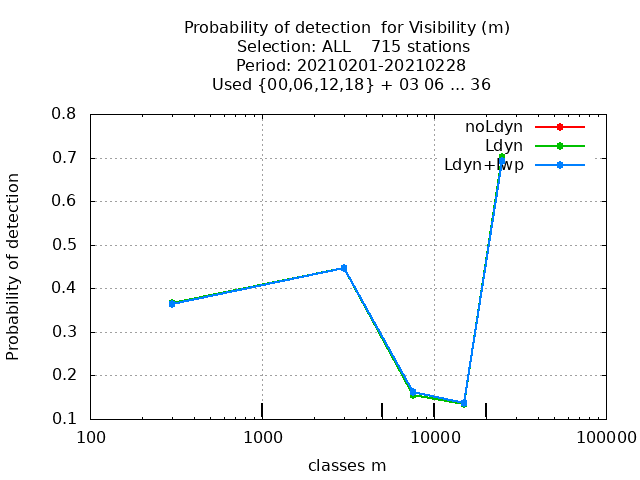 Probability of detection  for Visibility (m)
Selection: ALL    715 stations
Period: 20210201-20210228
Used {00,06,12,18} + 03 06 ... 36
noLdyn
Ldyn
Ldyn+lwp
0.8
0.7
0.6
0.5
0.4
0.3
0.2
0.1
Probability of detection
100
1000
10000
100000
classes m